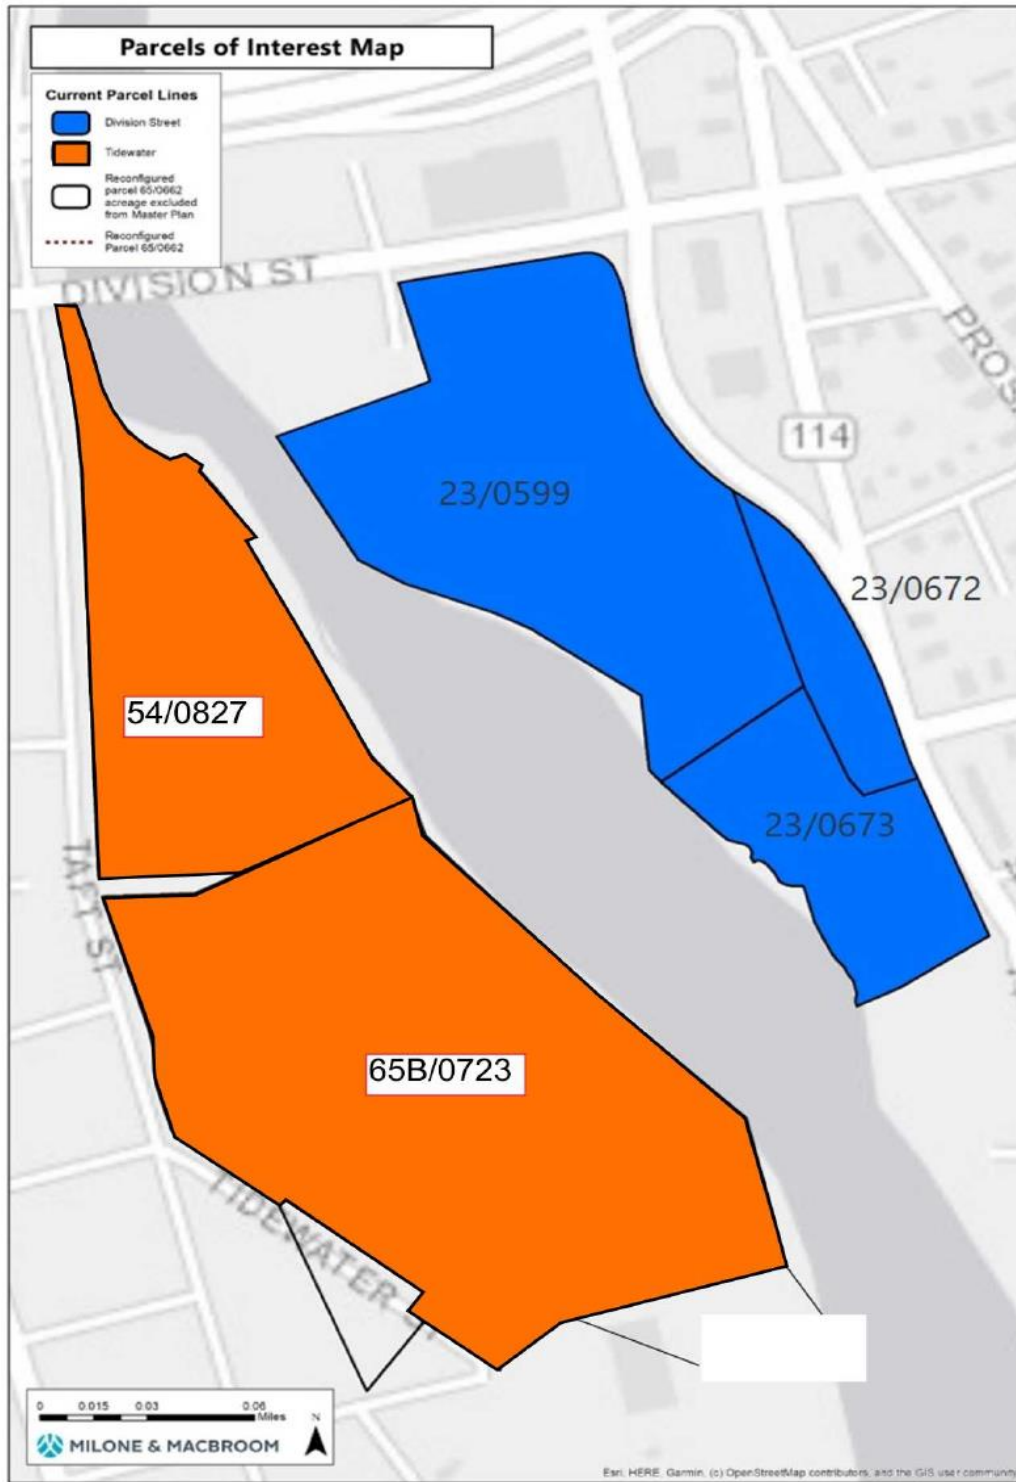 Parcels of Interest Map
Current Parcel Lines
Division Street
Tidewater
Reconfigured
parcel 65/0662
acreage excluded
from Master Plan
Reconfigured
Parcel 65/0662
DIVISION ST
PROS
114
23/0599
23/0672
54/0827
23/0673
TAFT ST
65B/0723
TIDEWATER ST
0 0.015 0.03 0.06
Miles
N
MILONE & MACBROOM
Esri, HERE, Garmin, (c) OpenStreetMap contributors, and the GIS user community